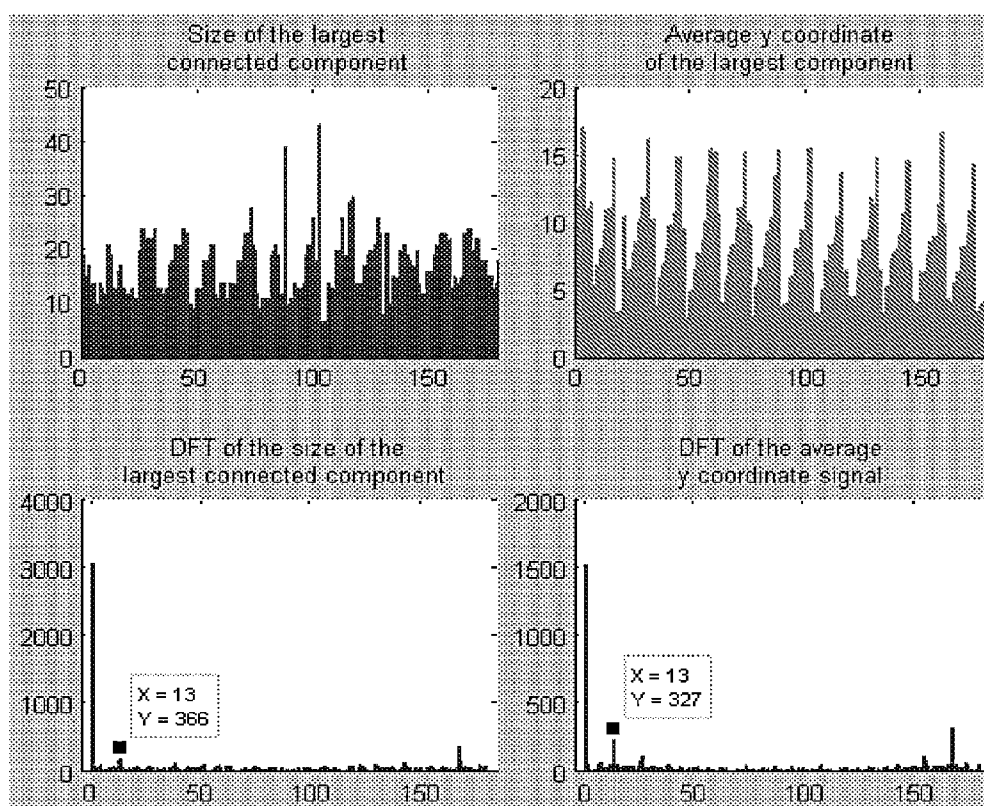 Size of the largest
connected component
50
40
30
20
10
0
0 50 100 150
Average y coordinate
of the largest component
20
15
10
5
0
0 50 100 150
DFT of the size of the
largest connected component
4000
3000
2000
1000
0
X = 13
Y = 366
0 50 100 150
DFT of the average
y coordinate signal
2000
1500
1000
500
0
X = 13
Y = 327
0 50 100 150